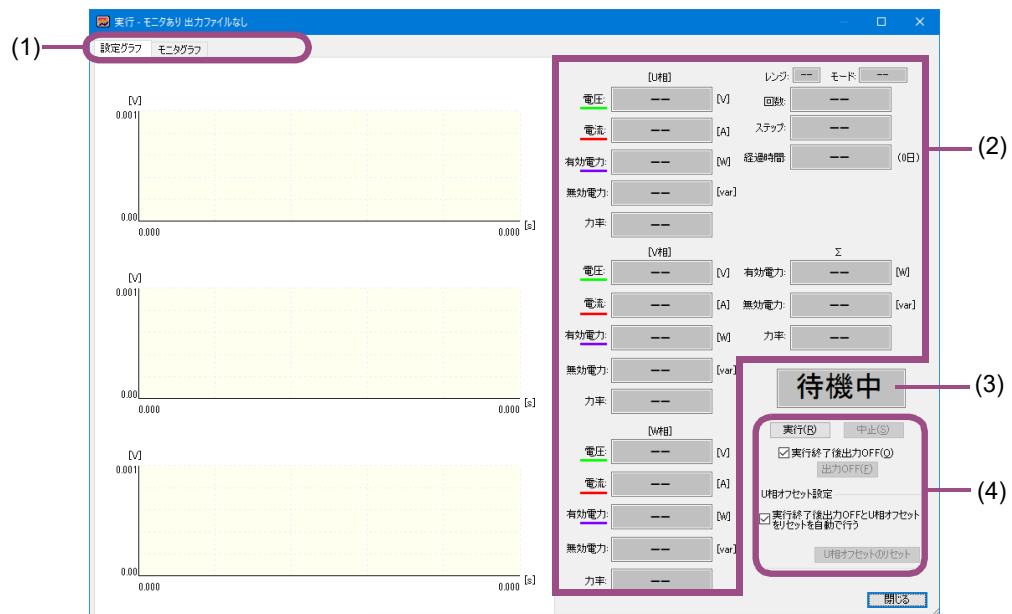 実行 - モニタあり 出力ファイルなし
(1)
設定グラフ モニタグラフ
[V]
0.001
0.00
0.000
0.000
[s]
[V]
0.001
0.00
0.000
0.000
[s]
[V]
0.001
0.00
0.000
0.000
[s]
[U相]
電圧: -- [V]
電流: -- [A]
有効電力: -- [W]
無効電力: -- [var]
力率: --
レンジ: -- モード: --
回数: --
ステップ: --
経過時間: -- (0日)
(2)
[V相]
電圧: -- [V]
電流: -- [A]
有効電力: -- [W]
無効電力: -- [var]
力率: --
Σ
有効電力: -- [W]
無効電力: -- [var]
力率: --
[W相]
電圧: -- [V]
電流: -- [A]
有効電力: -- [W]
無効電力: -- [var]
力率: --
待機中
(3)
実行(R) 中止(S)
実行終了後出力OFF(O)
出力OFF(F)
(4)
U相オフセット設定
実行終了後出力OFFとU相オフセット
をリセットを自動で行う
U相オフセットのリセット
閉じる